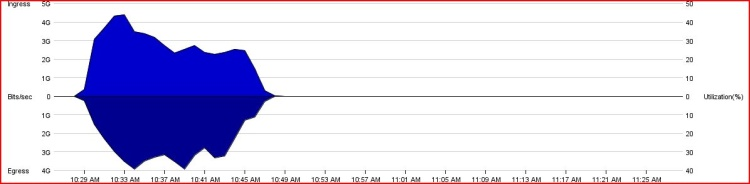 Ingress 5G 50
4G 40
3G 30
2G 20
1G 10
Bits/sec 0 0 Utilization(%)
1G 10
2G 20
3G 30
Egress 4G 40
10:29 AM 10:33 AM 10:37 AM 10:41 AM 10:45 AM 10:49 AM 10:53 AM 10:57 AM 11:01 AM 11:05 AM 11:09 AM 11:13 AM 11:17 AM 11:21 AM 11:25 AM